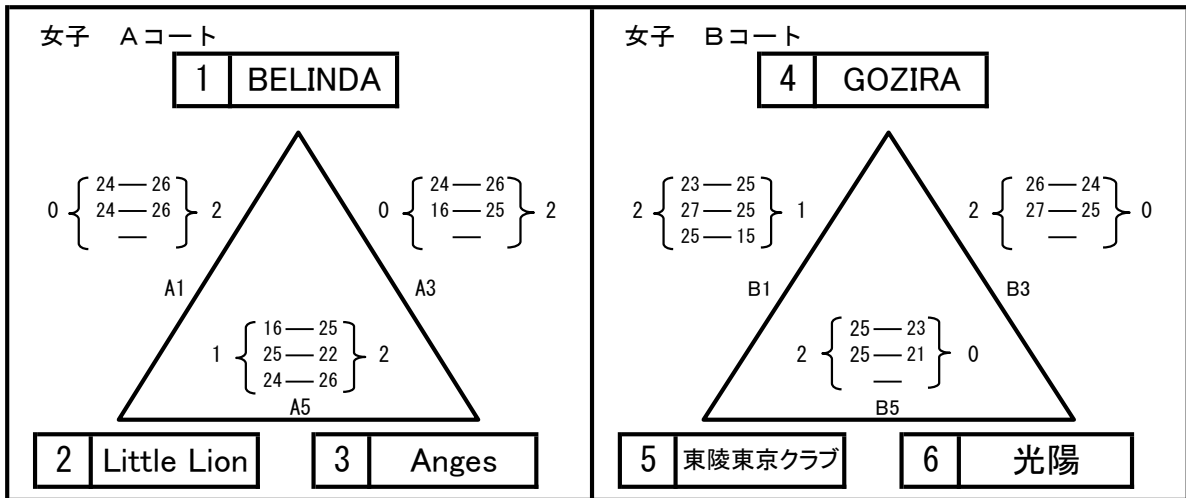 女子　Aコート
1 BELINDA
0 24 — 26 2
24 — 26
—
0 24 — 26 2
16 — 25
—
A1
A3
1 16 — 25 2
25 — 22
24 — 26
A5
2 Little Lion
3 Anges
女子　Bコート
4 GOZIRA
2 23 — 25 1
27 — 25
25 — 15
2 26 — 24 0
27 — 25
—
B1
B3
2 25 — 23 0
25 — 21
—
B5
5 東陵東京クラブ
6 光陽